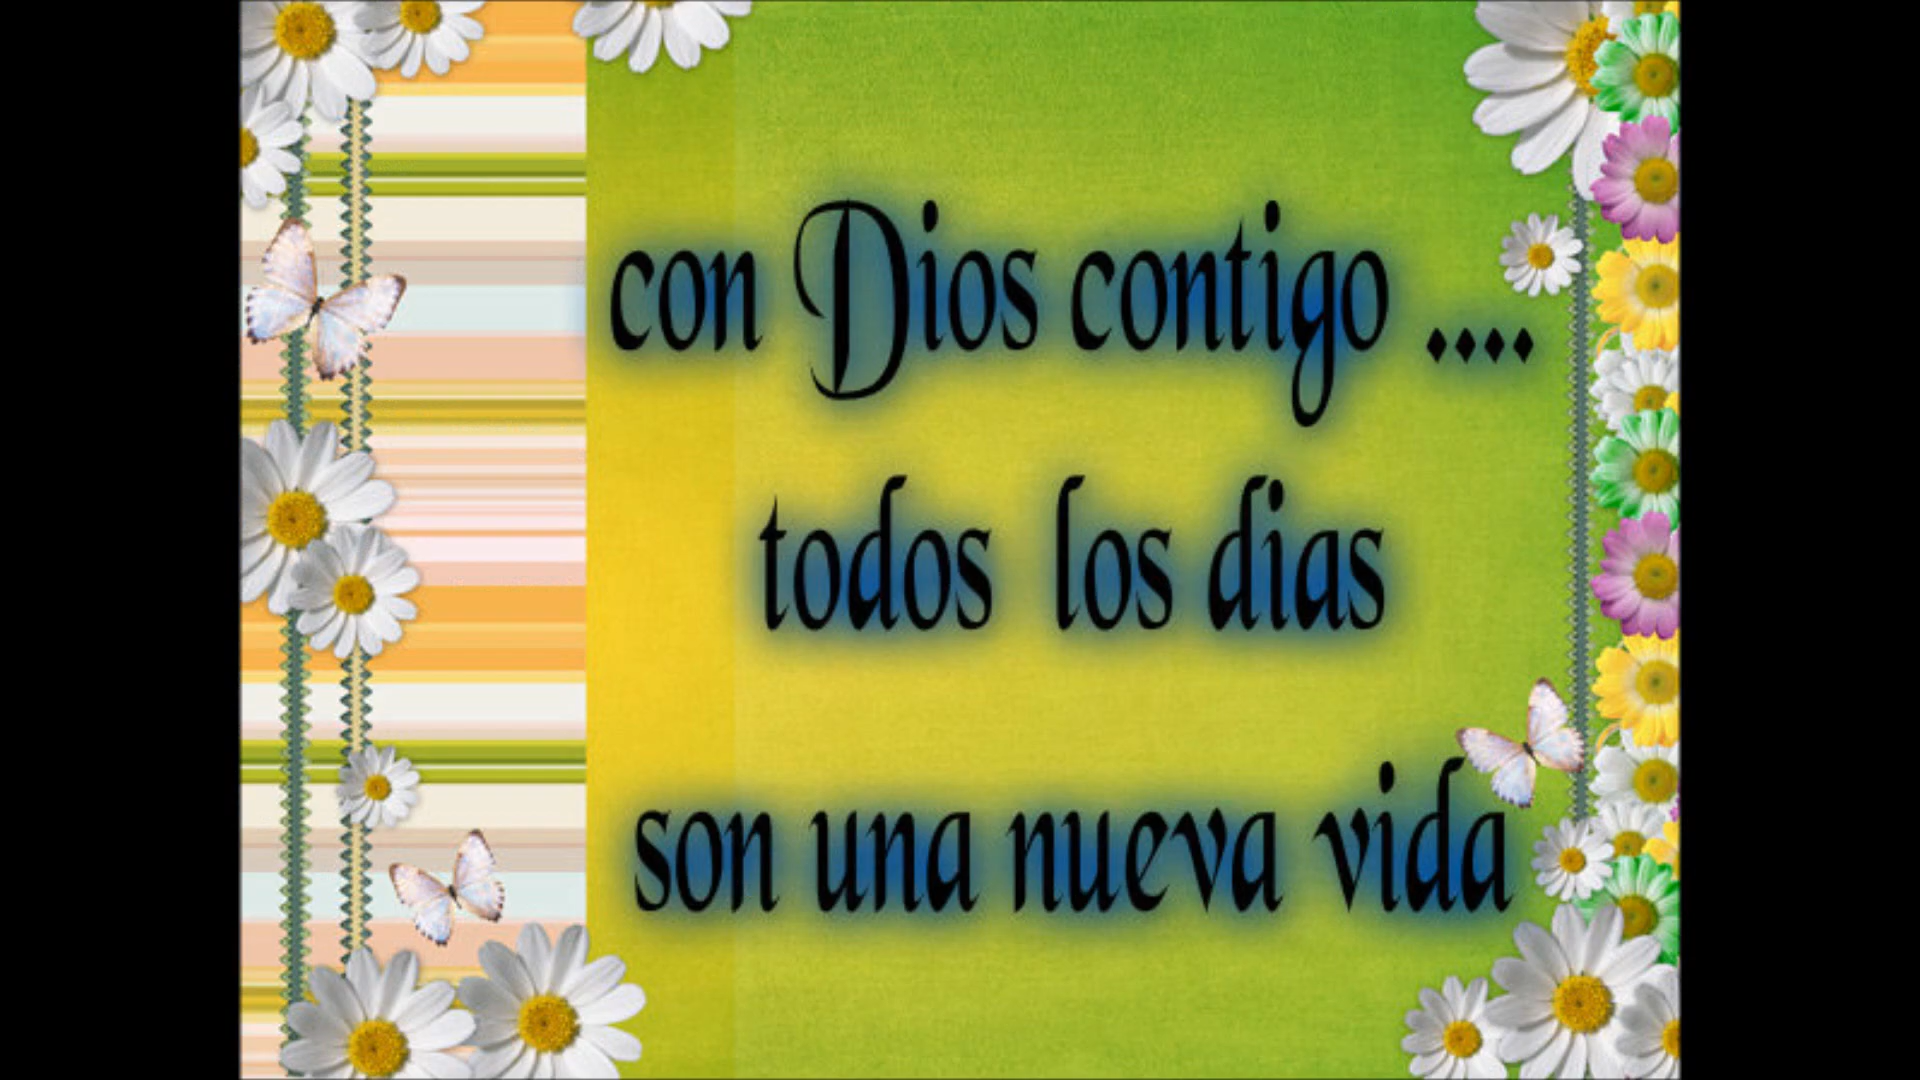 con Dios contigo ....
todos los dias
son una nueva vida